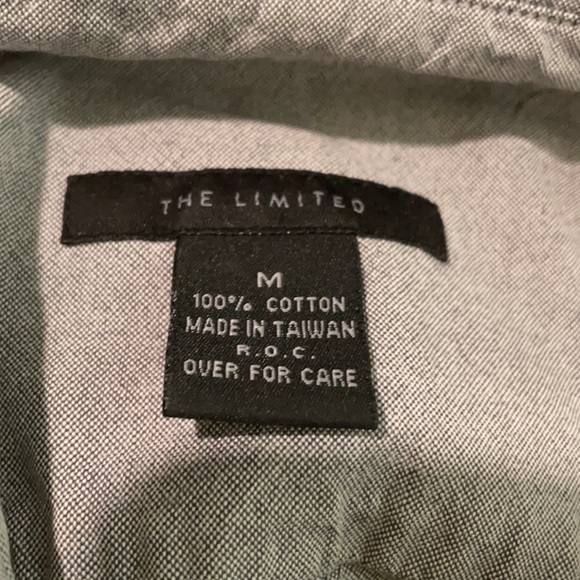 THE LIMITED
M
100% COTTON
MADE IN TAIWAN
R.O.C.
OVER FOR CARE